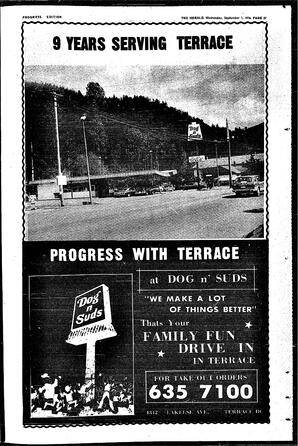 PROGRESS EDITION
THE HERALD, Wednesday, September 1, 1976, PAGE
9 YEARS SERVING TERRACE
Dog n Suds
PROGRESS WITH TERRACE
Dog
n
Suds
at DOG n' SUDS
"WE MAKE A LOT
OF THINGS BETTER"
Thats Your
FAMILY FUN
DRIVE IN
IN TERRACE
FOR TAKE OUT ORDERS
635 7100
LAKELSE AVE. TERRACE BC